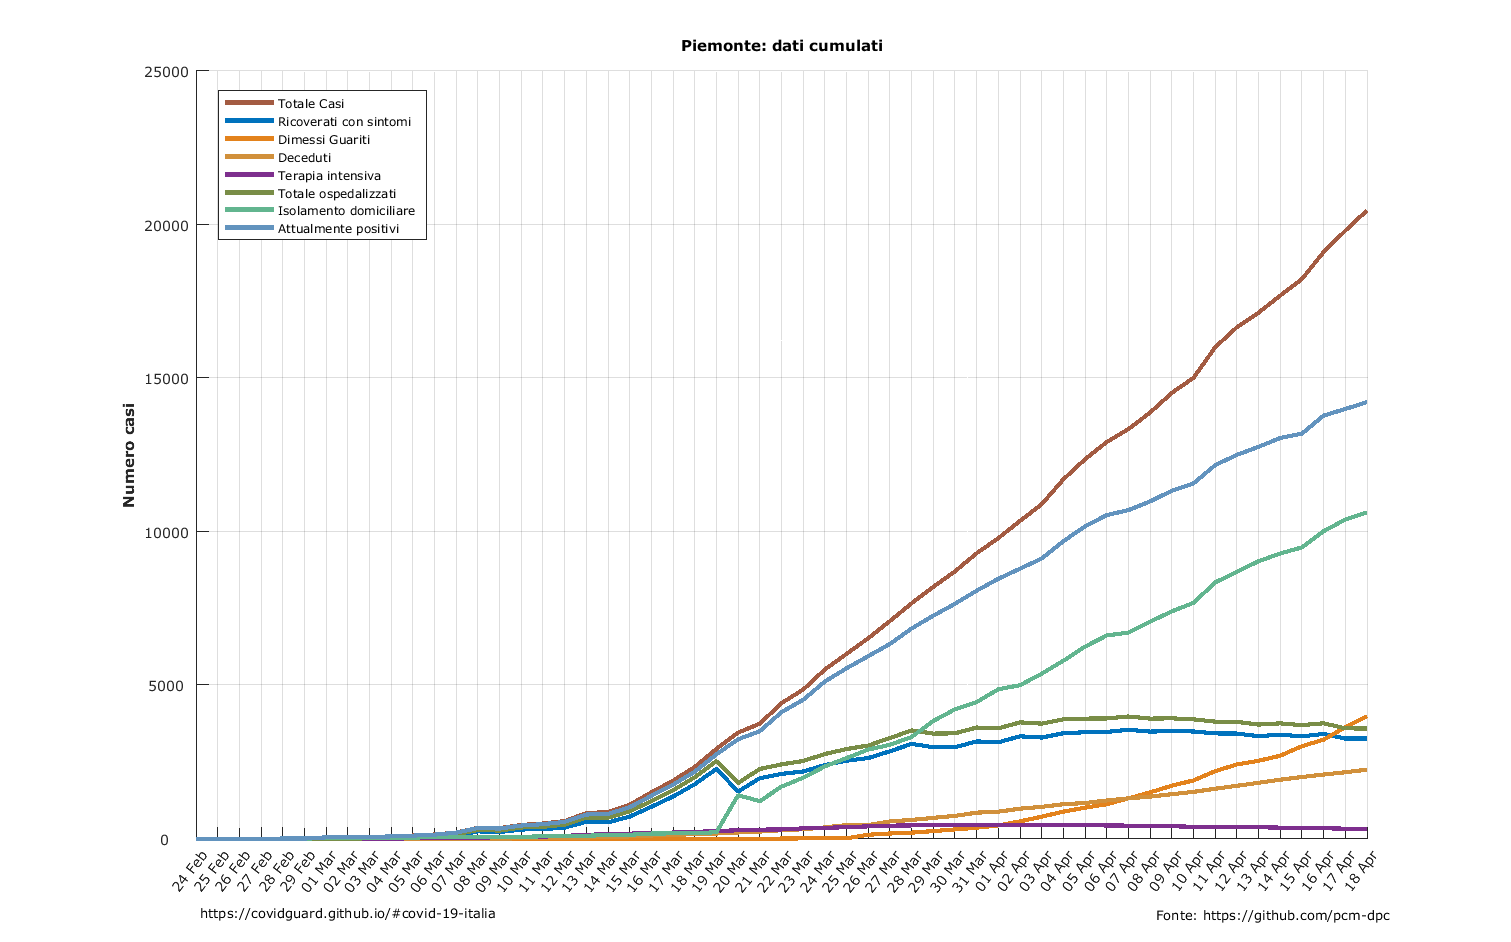 Piemonte: dati cumulati
25000
20000
15000
10000
5000
0
Numero casi
Totale Casi
Ricoverati con sintomi
Dimessi Guariti
Deceduti
Terapia intensiva
Totale ospedalizzati
Isolamento domiciliare
Attualmente positivi
24 Feb
25 Feb
26 Feb
27 Feb
28 Feb
29 Feb
01 Mar
02 Mar
03 Mar
04 Mar
05 Mar
06 Mar
07 Mar
08 Mar
09 Mar
10 Mar
11 Mar
12 Mar
13 Mar
14 Mar
15 Mar
16 Mar
17 Mar
18 Mar
19 Mar
20 Mar
21 Mar
22 Mar
23 Mar
24 Mar
25 Mar
26 Mar
27 Mar
28 Mar
29 Mar
30 Mar
31 Mar
01 Apr
02 Apr
03 Apr
04 Apr
05 Apr
06 Apr
07 Apr
08 Apr
09 Apr
10 Apr
11 Apr
12 Apr
13 Apr
14 Apr
15 Apr
16 Apr
17 Apr
18 Apr
https://covidguard.github.io/#covid-19-italia
Fonte: https://github.com/pcm-dpc